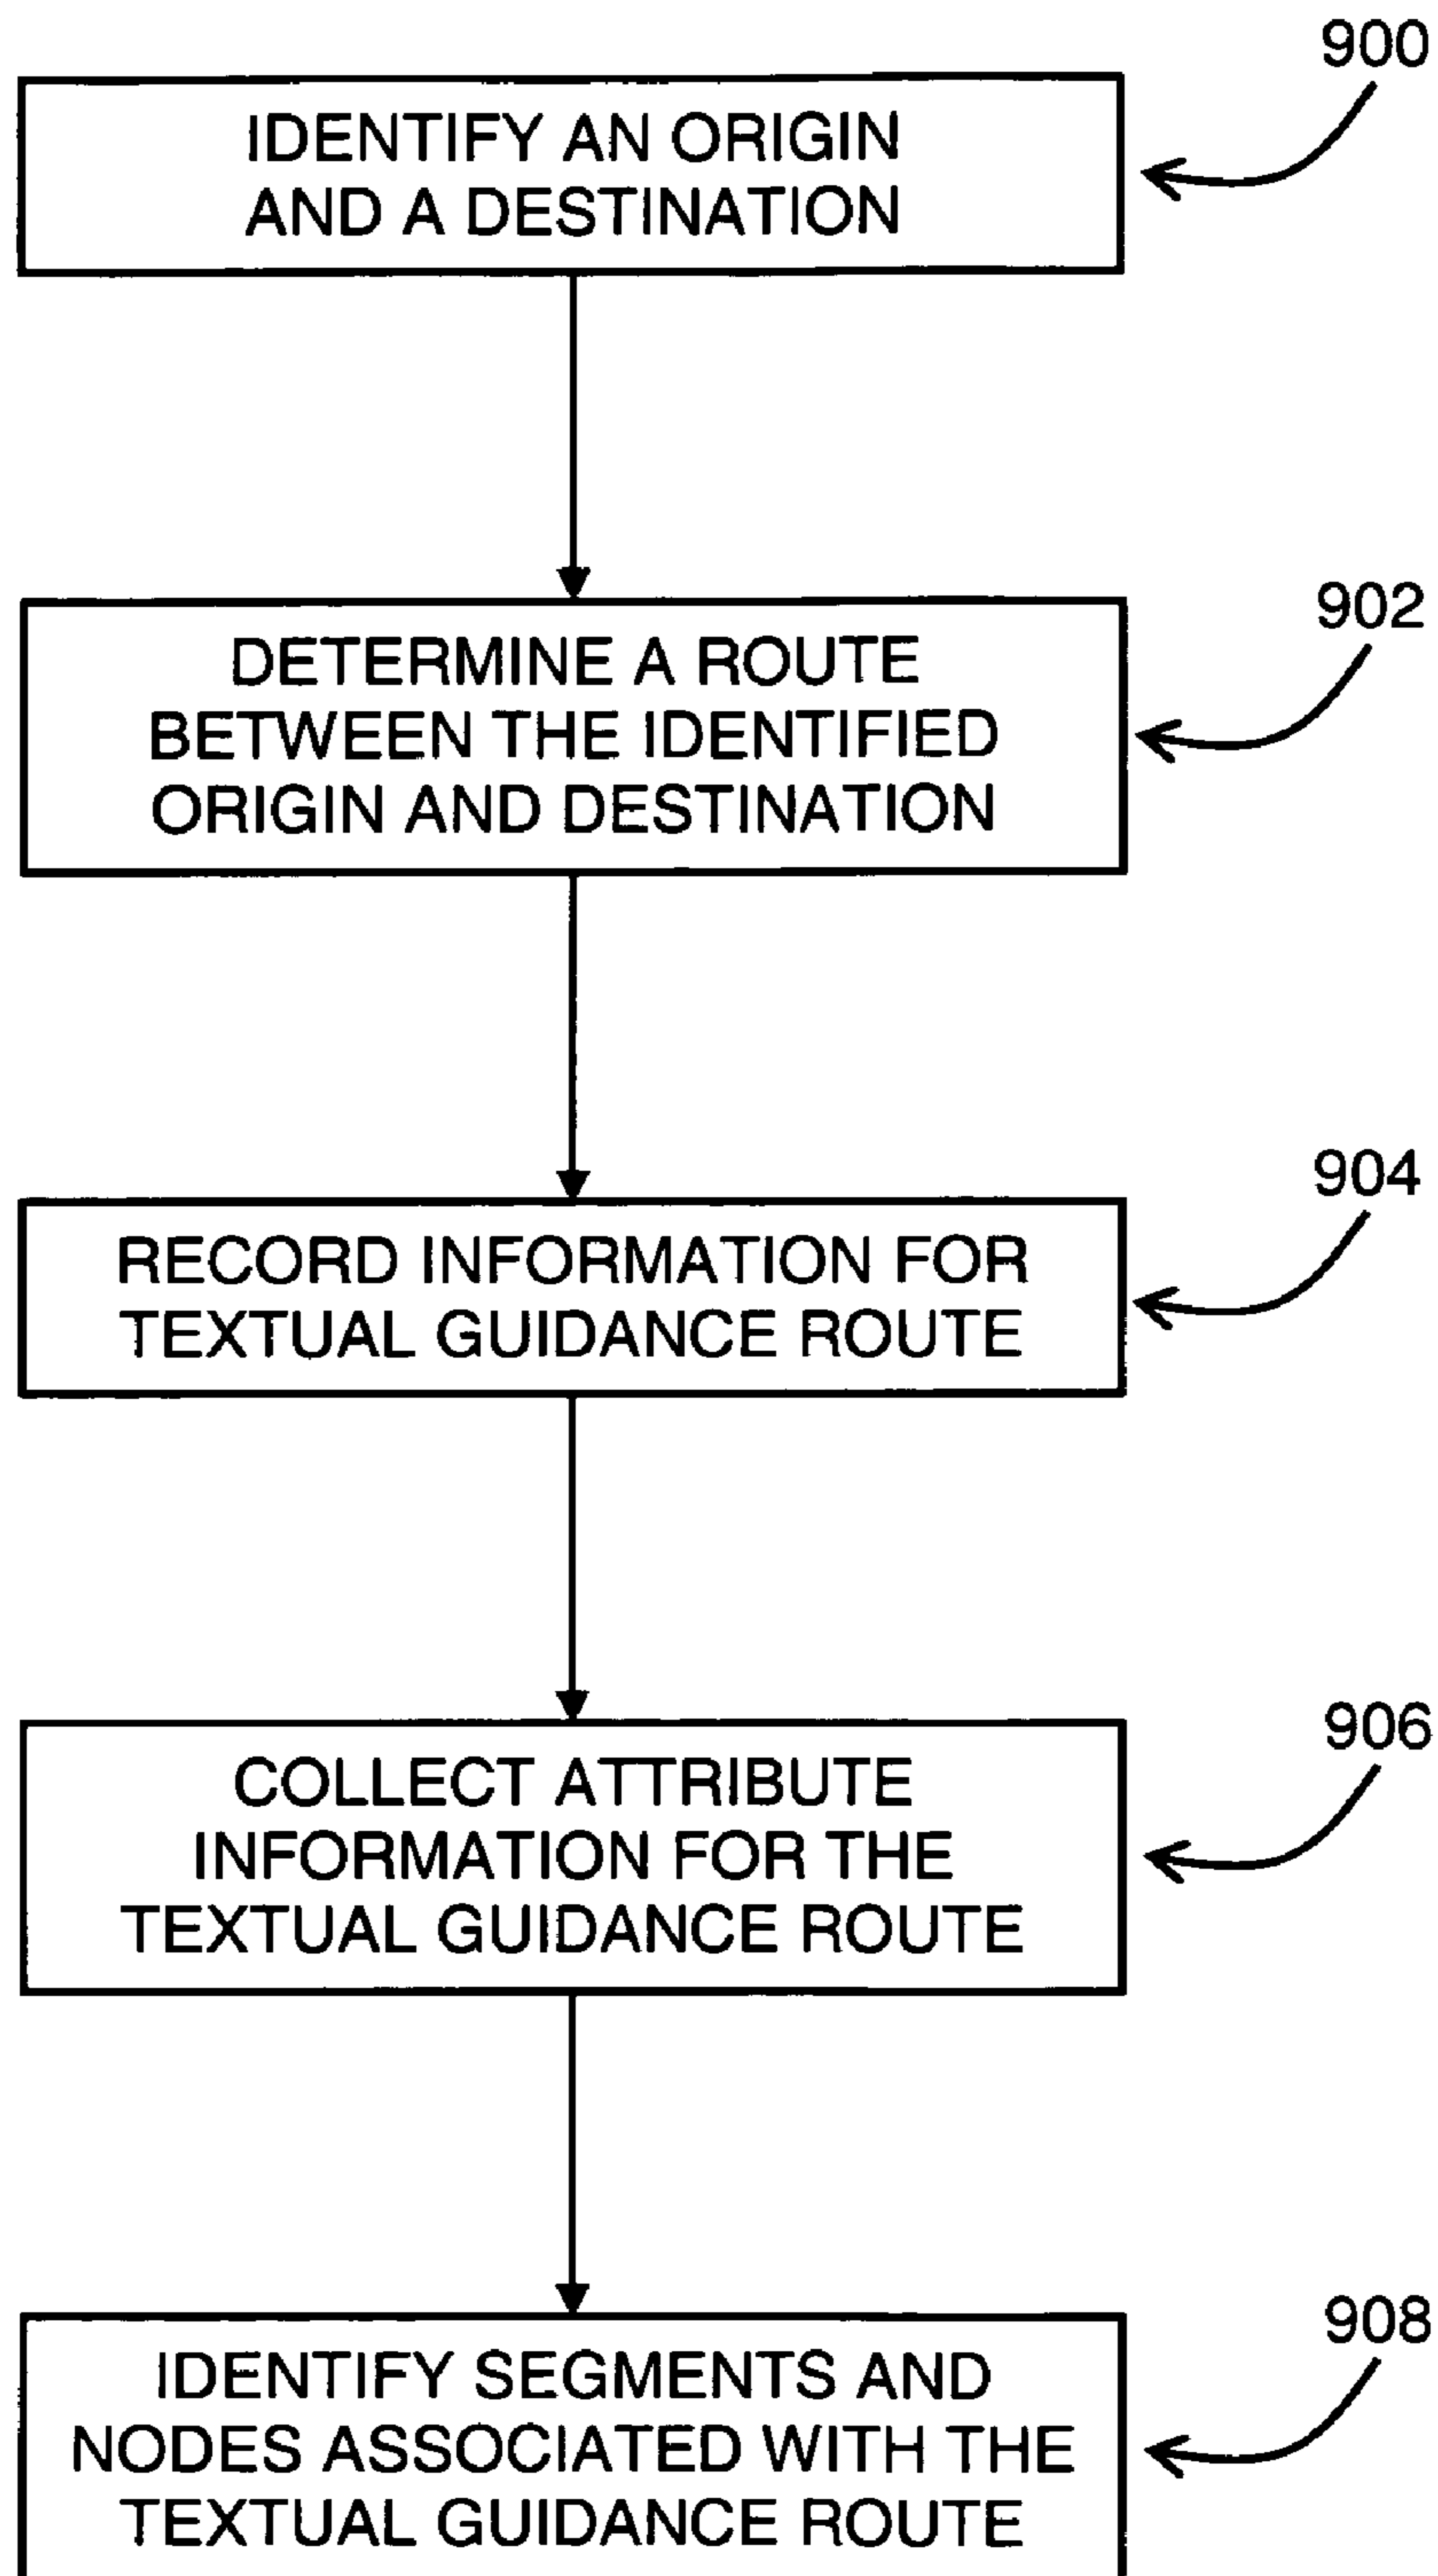 900
IDENTIFY AN ORIGIN
AND A DESTINATION
902
DETERMINE A ROUTE
BETWEEN THE IDENTIFIED
ORIGIN AND DESTINATION
904
RECORD INFORMATION FOR
TEXTUAL GUIDANCE ROUTE
906
COLLECT ATTRIBUTE
INFORMATION FOR THE
TEXTUAL GUIDANCE ROUTE
908
IDENTIFY SEGMENTS AND
NODES ASSOCIATED WITH THE
TEXTUAL GUIDANCE ROUTE